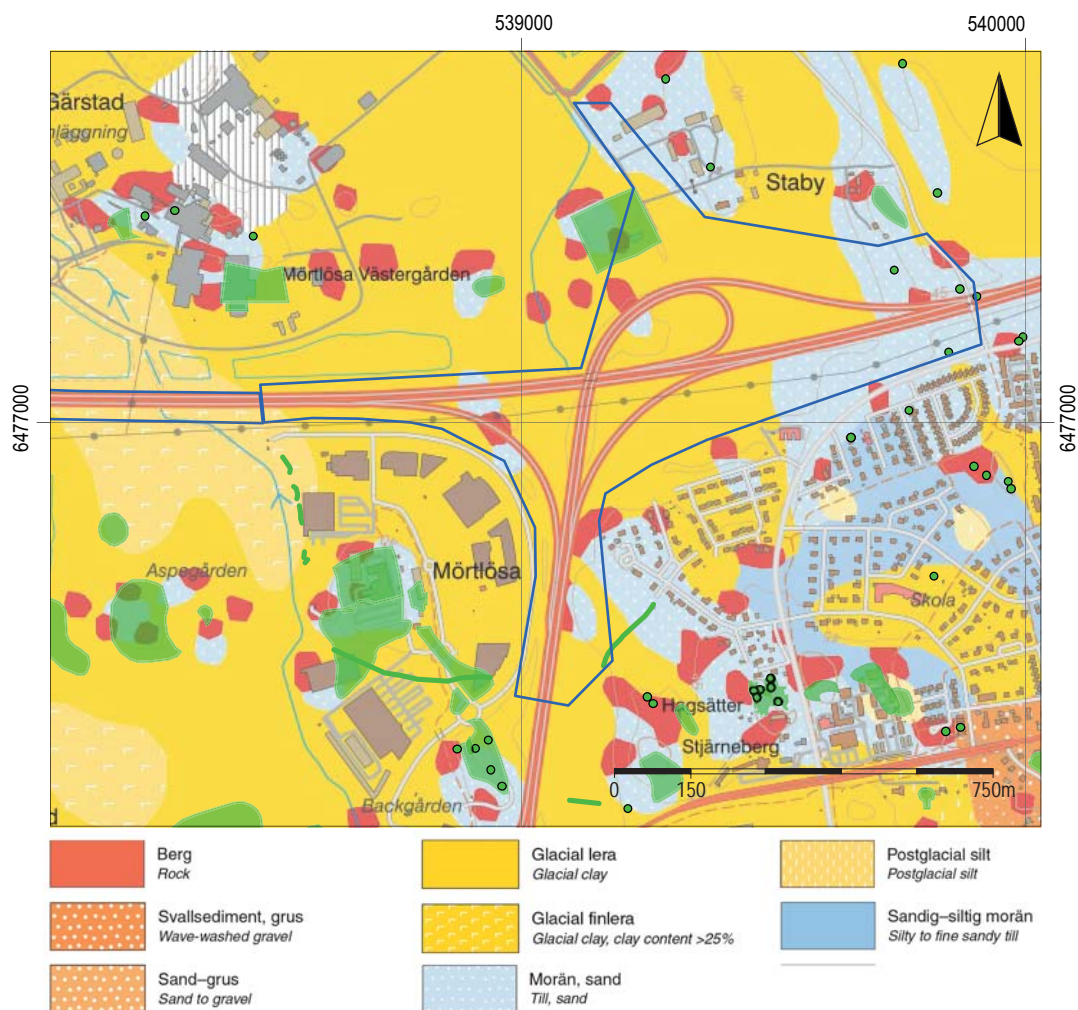 539000
540000
Gärstad
nläggning
Staby
Mörtlösa Västergården
6477000
6477000
Aspegården
Mörtlösa
Skola
Hagsätter
Stjärneberg
0 150 750m
Backgården
d
Berg
Rock
Svallsediment, grus
Wave-washed gravel
Sand–grus
Sand to gravel
Glacial lera
Glacial clay
Glacial finlera
Glacial clay, clay content >25%
Morän, sand
Till, sand
Postglacial silt
Postglacial silt
Sandig–siltig morän
Silty to fine sandy till